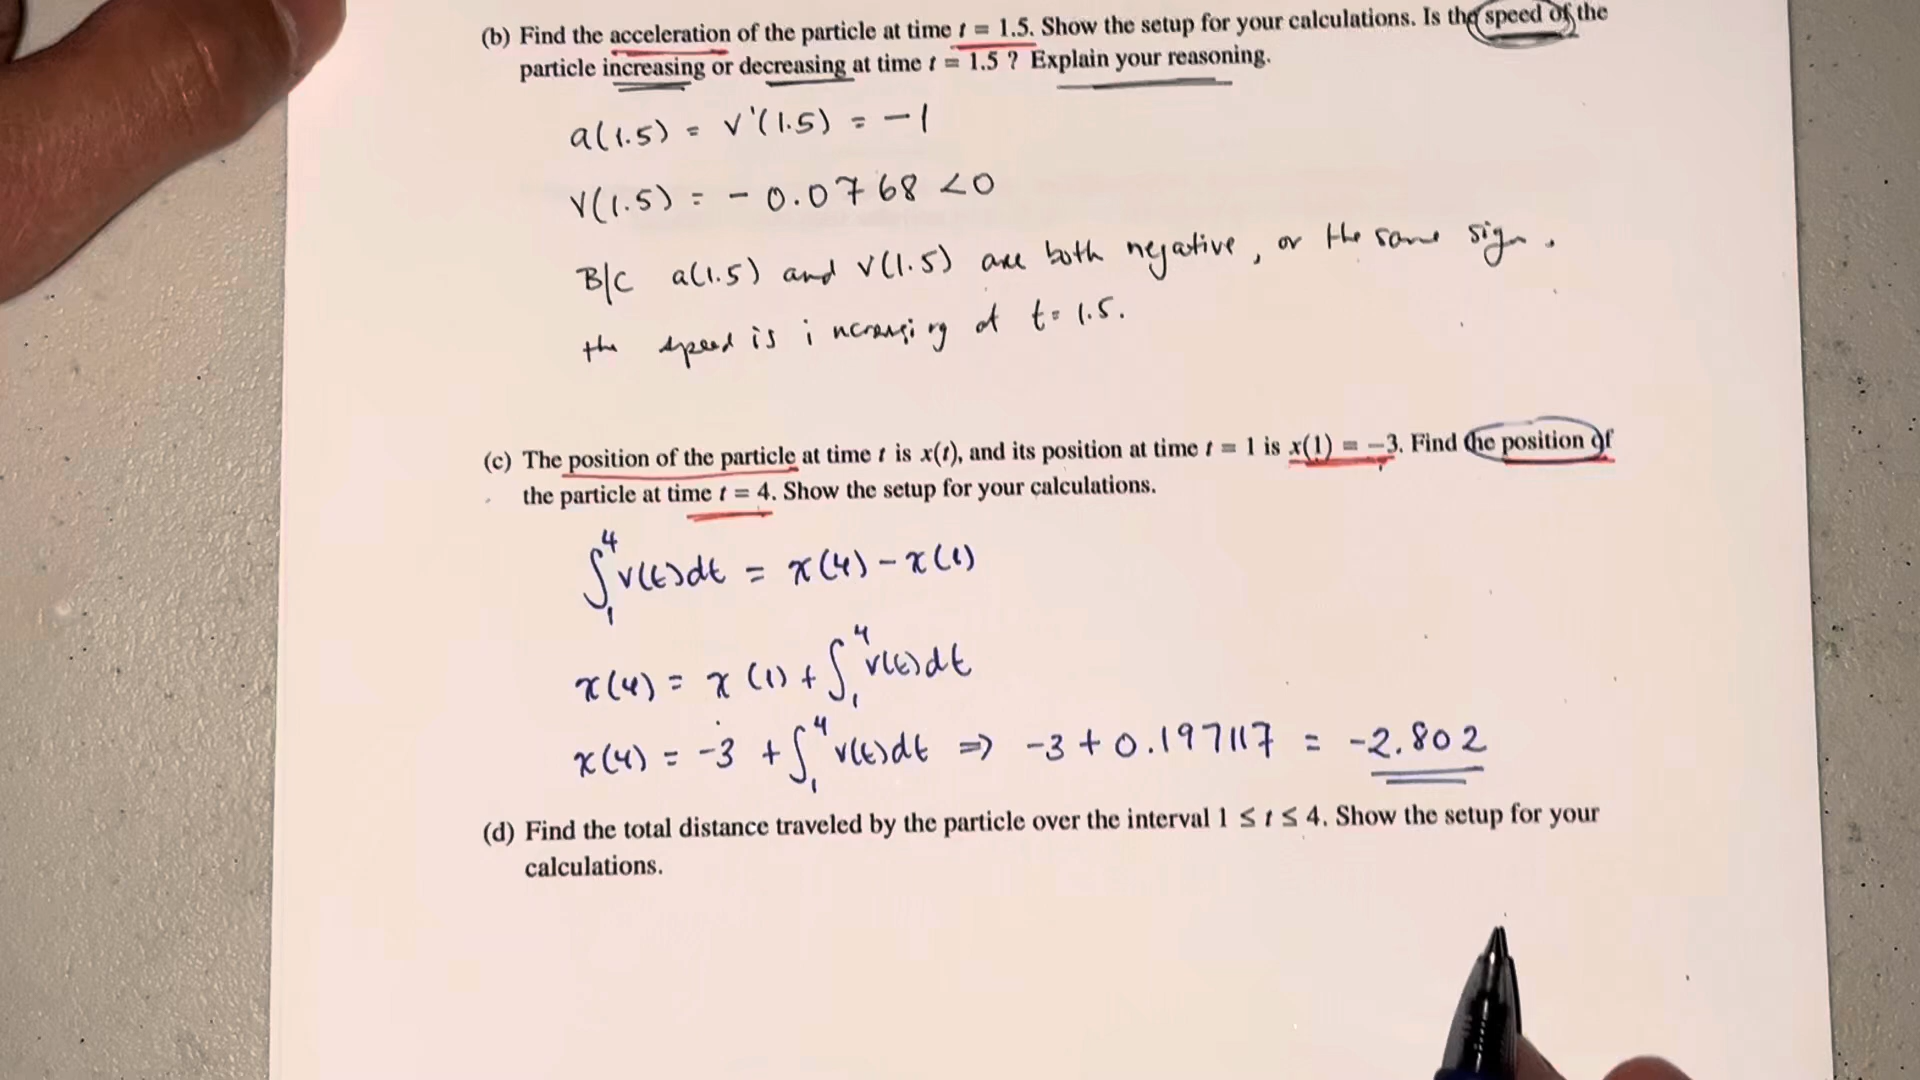 (b) Find the acceleration of the particle at time t = 1.5. Show the setup for your calculations. Is the speed of the
particle increasing or decreasing at time t = 1.5 ? Explain your reasoning.
a(1.5) = v'(1.5) = -1
v(1.5) = - 0.0768 <0
B/C a(1.5) and v(1.5) are both negative, or the same sign.
the speed is increasing at t = 1.5.
(c) The position of the particle at time t is x(t), and its position at time t = 1 is x(1) = -3. Find the position of
the particle at time t = 4. Show the setup for your calculations.
∫₁⁴ v(t)dt = x(4) - x(1)
x(4) = x(1) + ∫₁⁴ v(t)dt
x(4) = -3 + ∫₁⁴ v(t)dt ⇒ -3 + 0.197117 = -2.802
(d) Find the total distance traveled by the particle over the interval 1 ≤ t ≤ 4. Show the setup for your
calculations.